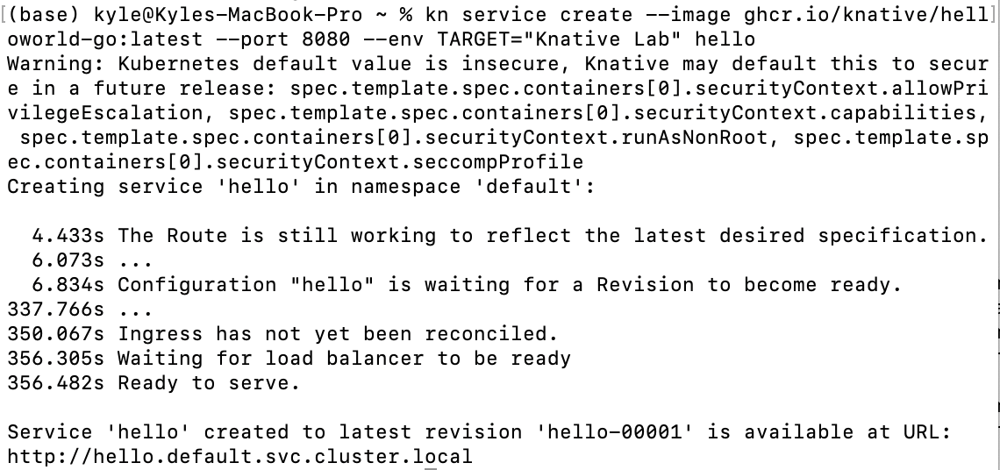 [(base) kyle@Kyles-MacBook-Pro ~ % kn service create --image ghcr.io/knative/hell]
oworld-go:latest --port 8080 --env TARGET="Knative Lab" hello
Warning: Kubernetes default value is insecure, Knative may default this to secur
e in a future release: spec.template.spec.containers[0].securityContext.allowPri
vilegeEscalation, spec.template.spec.containers[0].securityContext.capabilities,
 spec.template.spec.containers[0].securityContext.runAsNonRoot, spec.template.sp
ec.containers[0].securityContext.seccompProfile
Creating service 'hello' in namespace 'default':

  4.433s The Route is still working to reflect the latest desired specification.
  6.073s ...
  6.834s Configuration "hello" is waiting for a Revision to become ready.
337.766s ...
350.067s Ingress has not yet been reconciled.
356.305s Waiting for load balancer to be ready
356.482s Ready to serve.

Service 'hello' created to latest revision 'hello-00001' is available at URL:
http://hello.default.svc.cluster.local